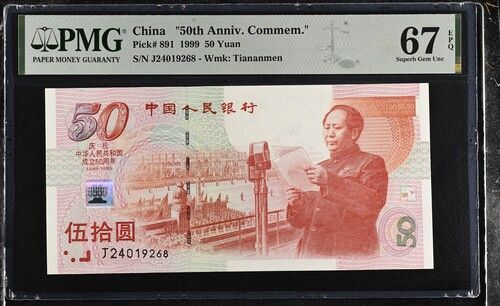 PMG
PAPER MONEY GUARANTY
China "50th Anniv. Commem."
Pick# 891 1999 50 Yuan
S/N J24019268 - Wmk: Tiananmen
67 EPQ
Superb Gem Unc
50
中国人民银行
庆祝
中华人民共和国
成立50周年
1949-1999
伍拾圆
J24019268
50